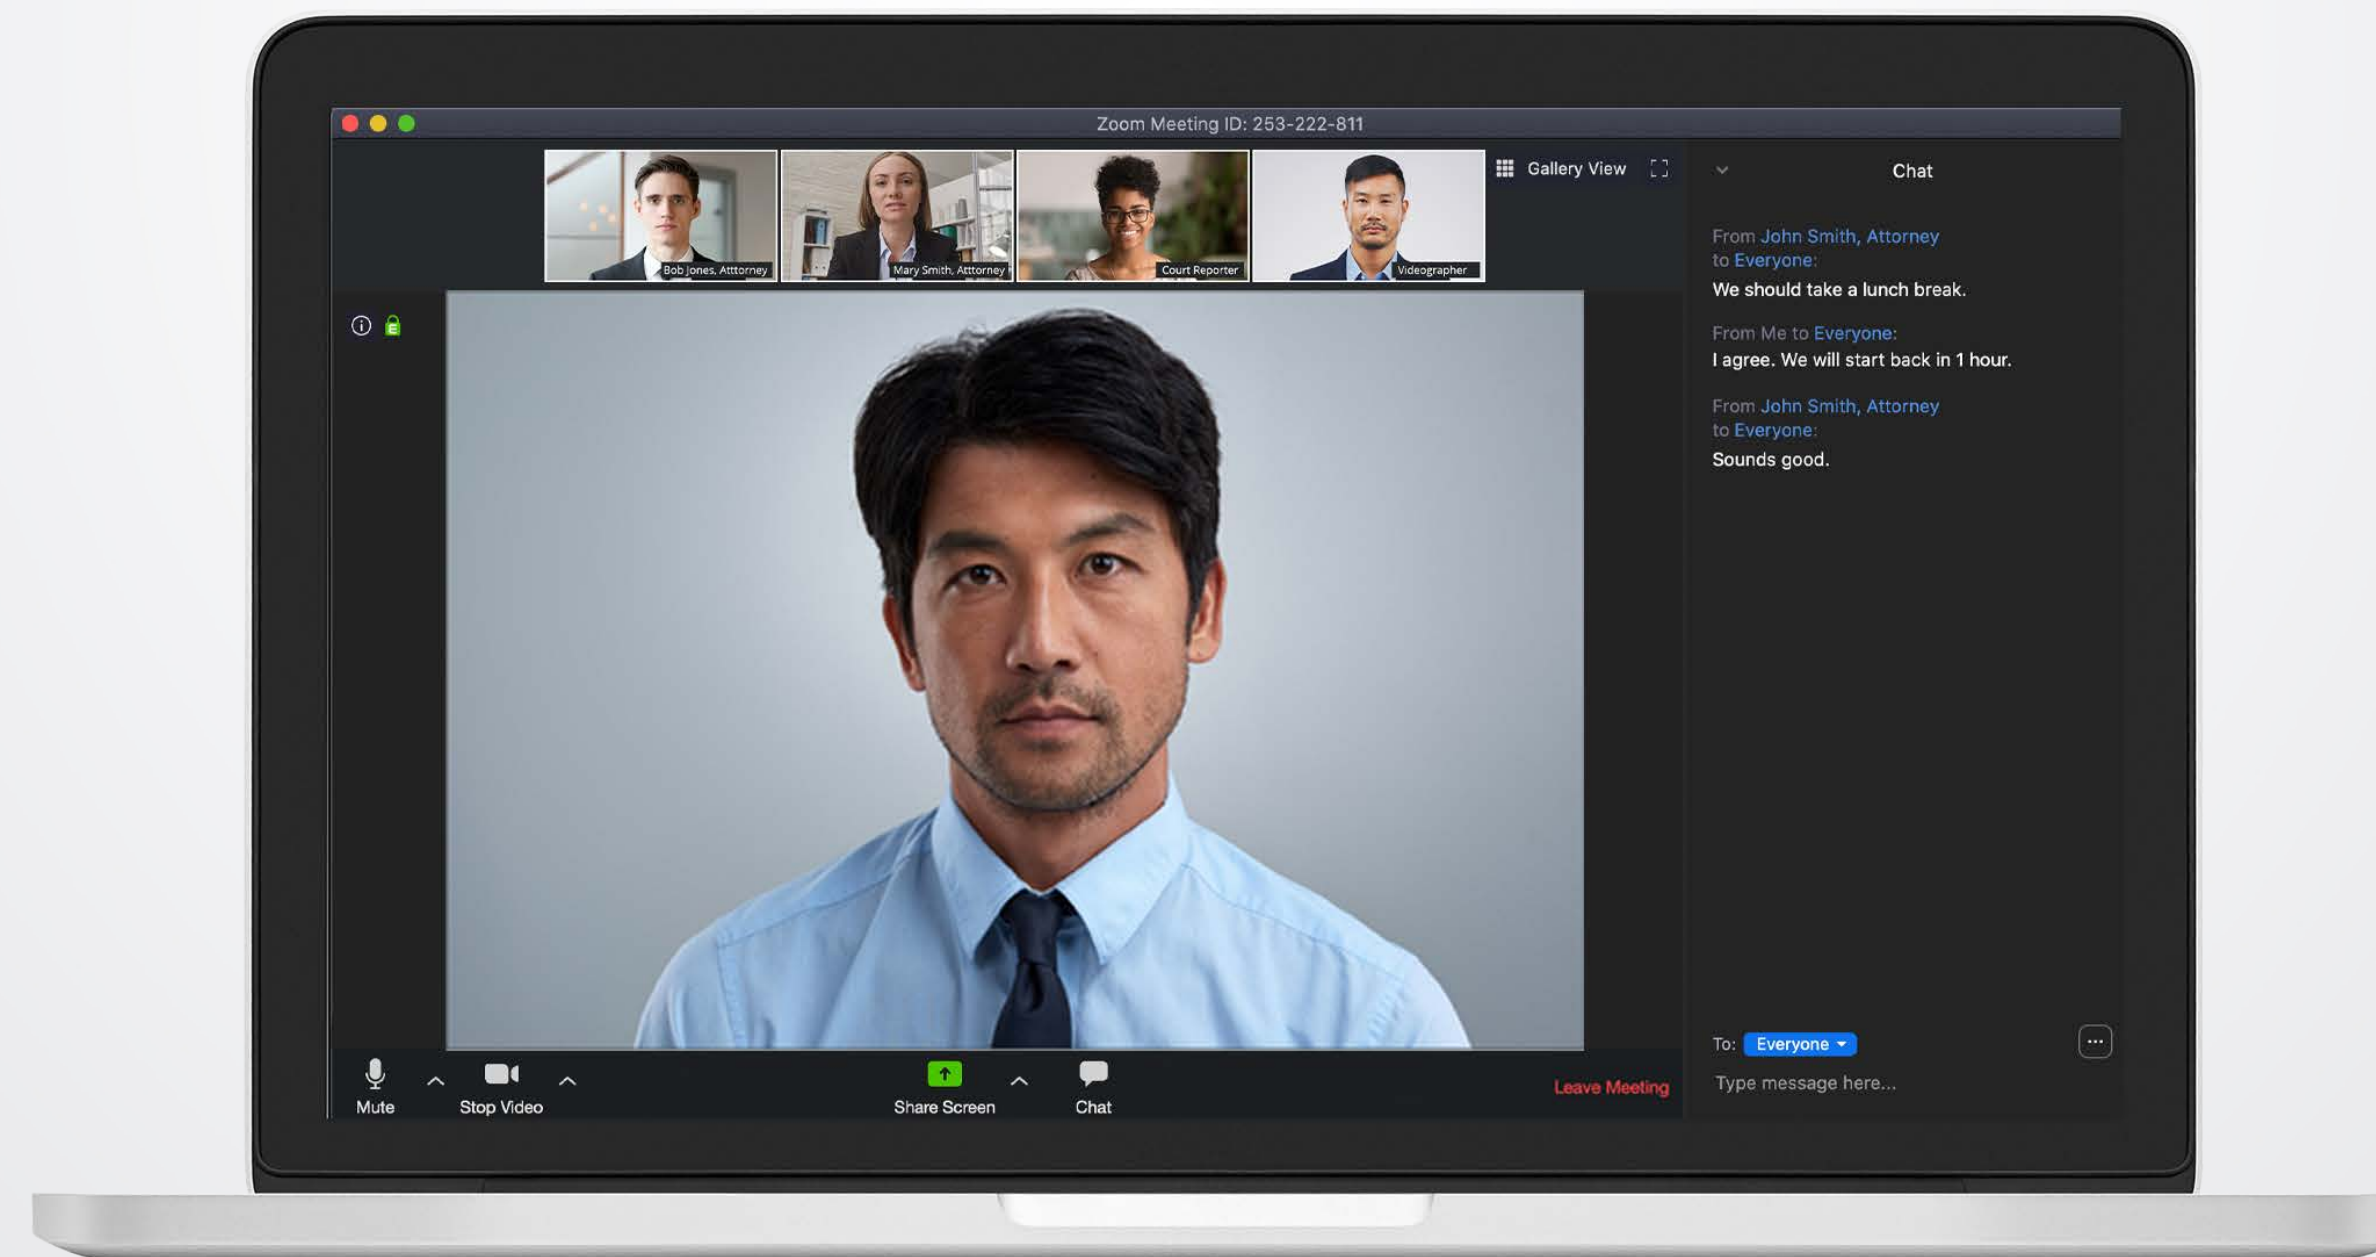 Zoom Meeting ID: 253-222-811
Bob Jones, Atttorney
Mary Smith, Atttorney
Court Reporter
Videographer
Gallery View
Chat
From John Smith, Attorney
to Everyone:
We should take a lunch break.
From Me to Everyone:
I agree. We will start back in 1 hour.
From John Smith, Attorney
to Everyone:
Sounds good.
E
To: Everyone
Type message here...
Mute
Stop Video
Share Screen
Chat
Leave Meeting